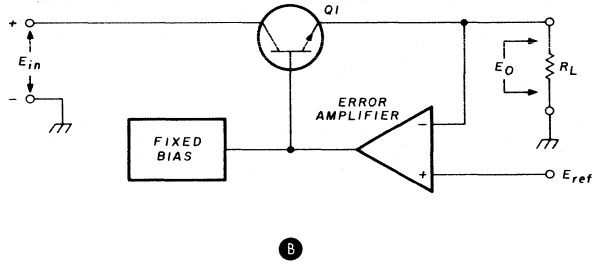 Q1
+
E in
-
ERROR
AMPLIFIER
E O
R L
FIXED
BIAS
-
+
E ref
B